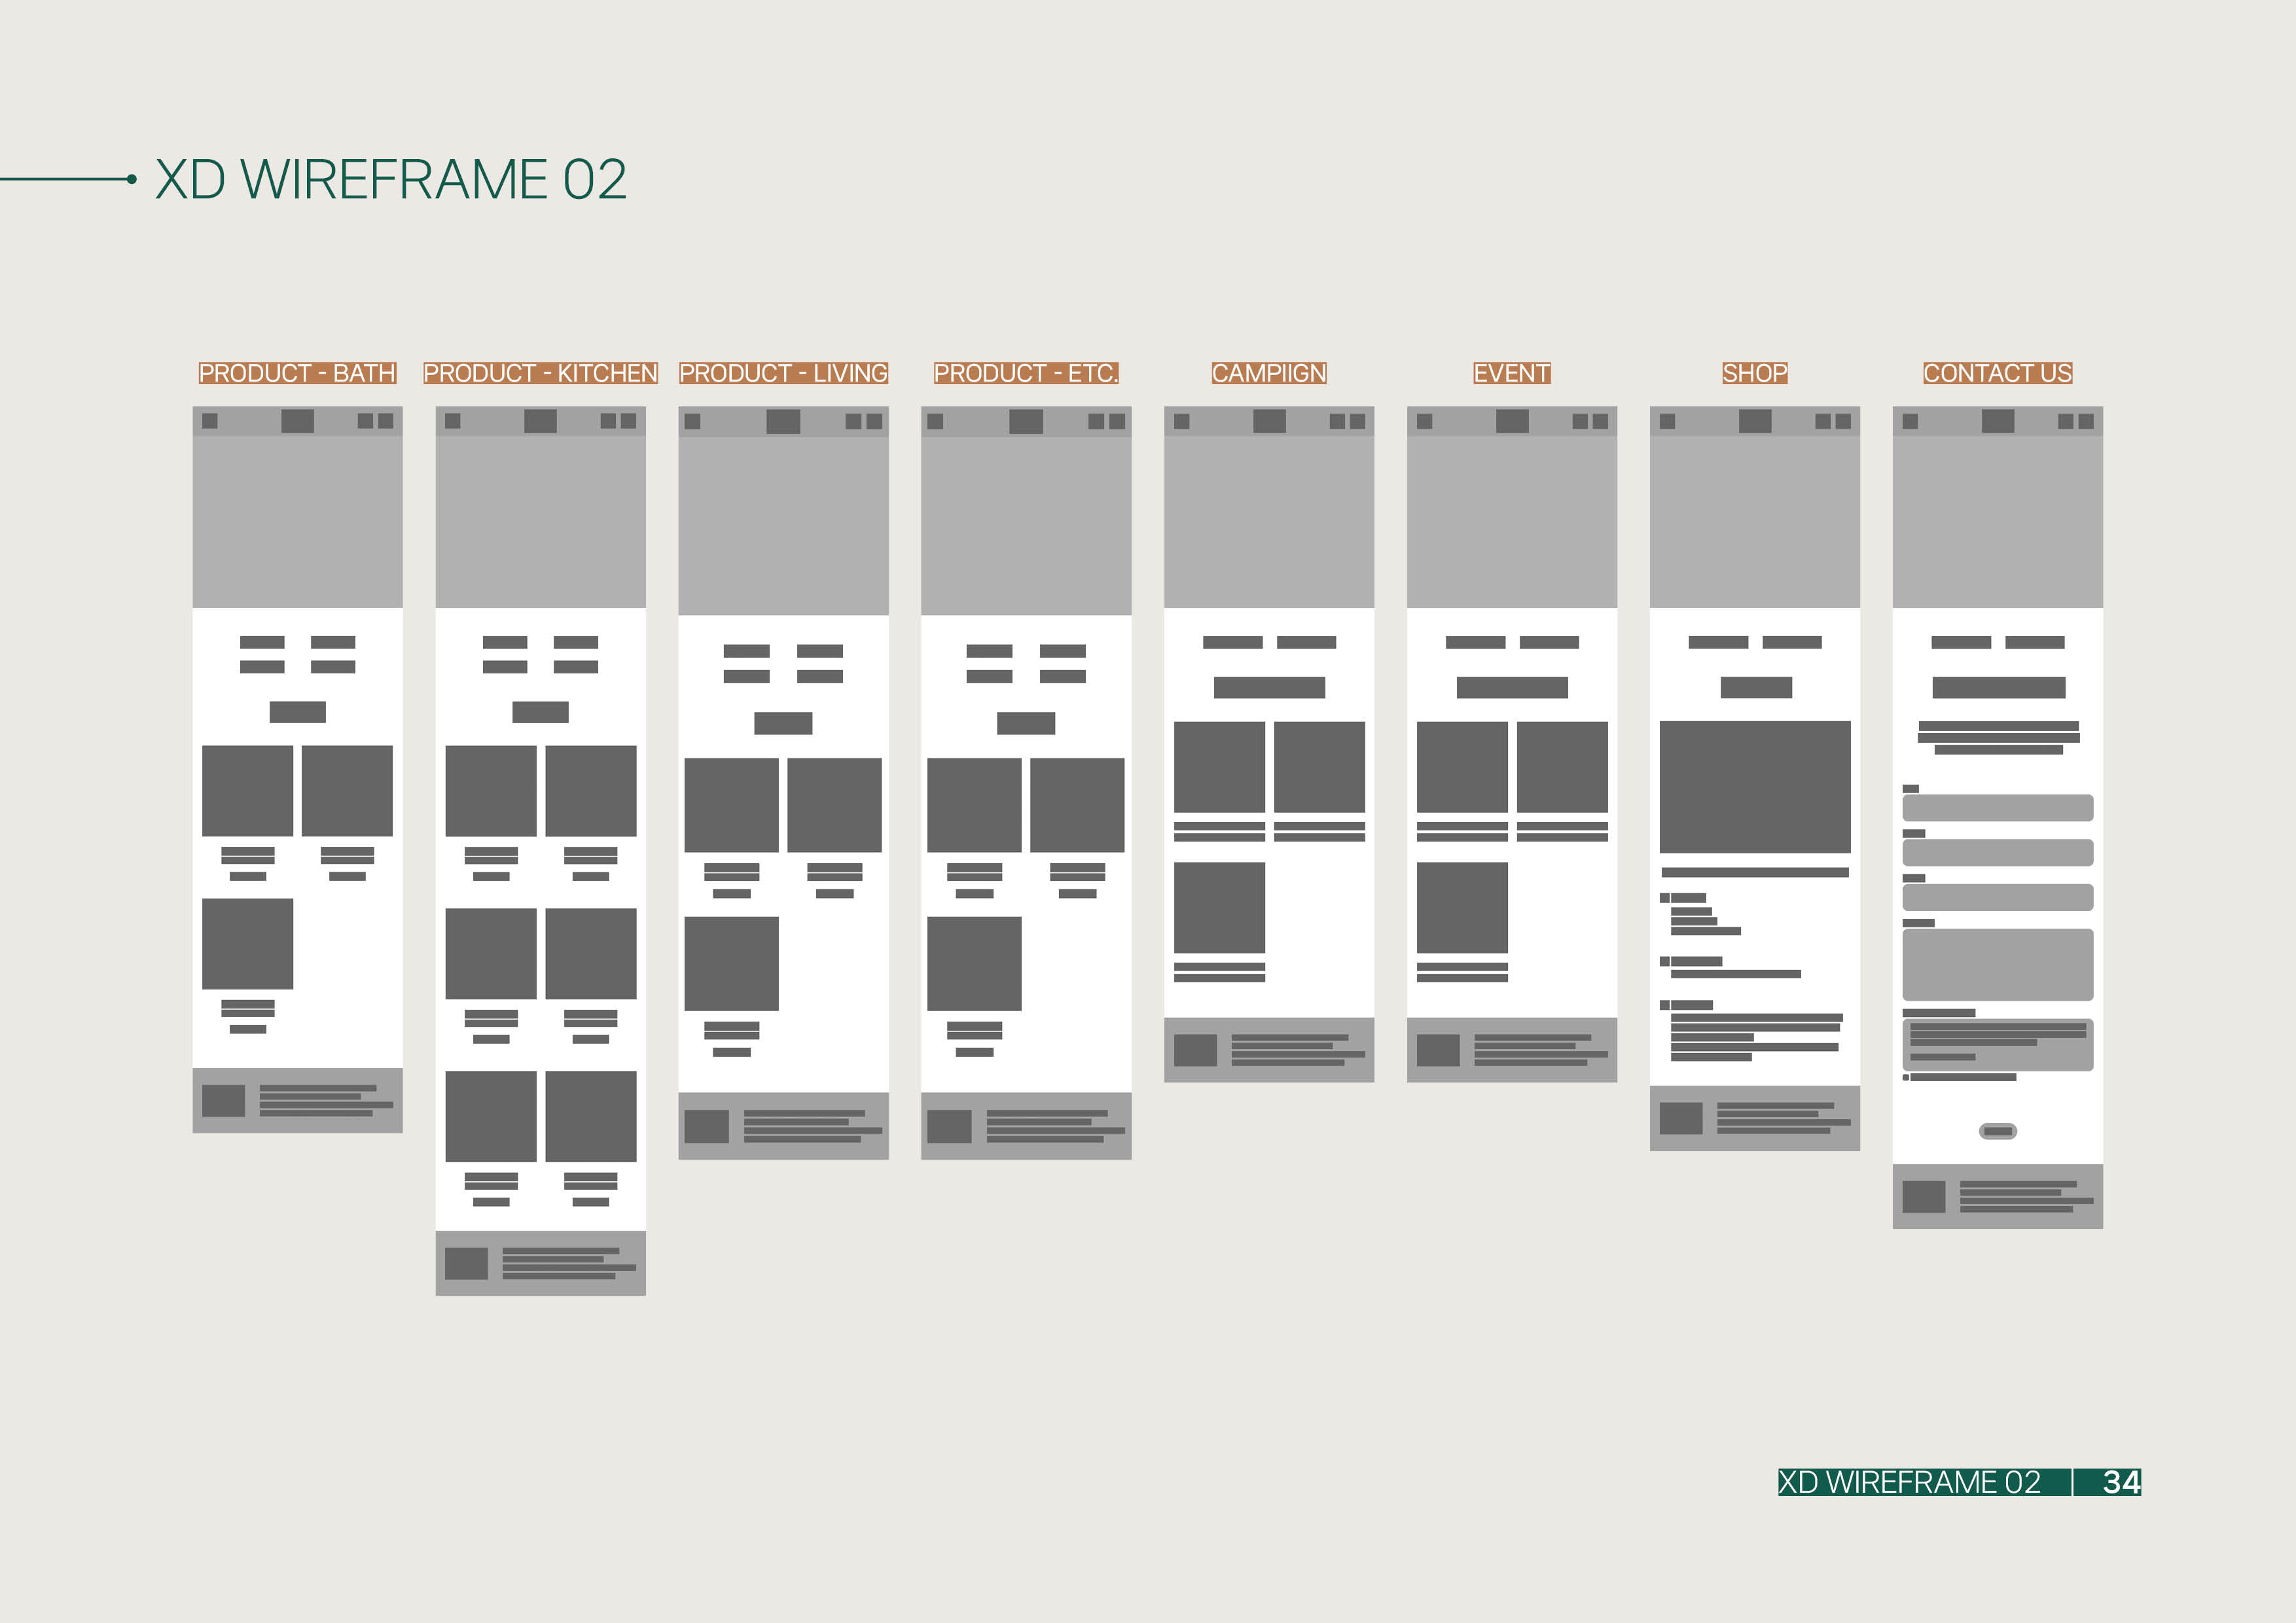 XD WIREFRAME 02
PRODUCT - BATH
PRODUCT - KITCHEN
PRODUCT - LIVING
PRODUCT - ETC.
CAMPIIGN
EVENT
SHOP
CONTACT US
XD WIREFRAME 02 | 34